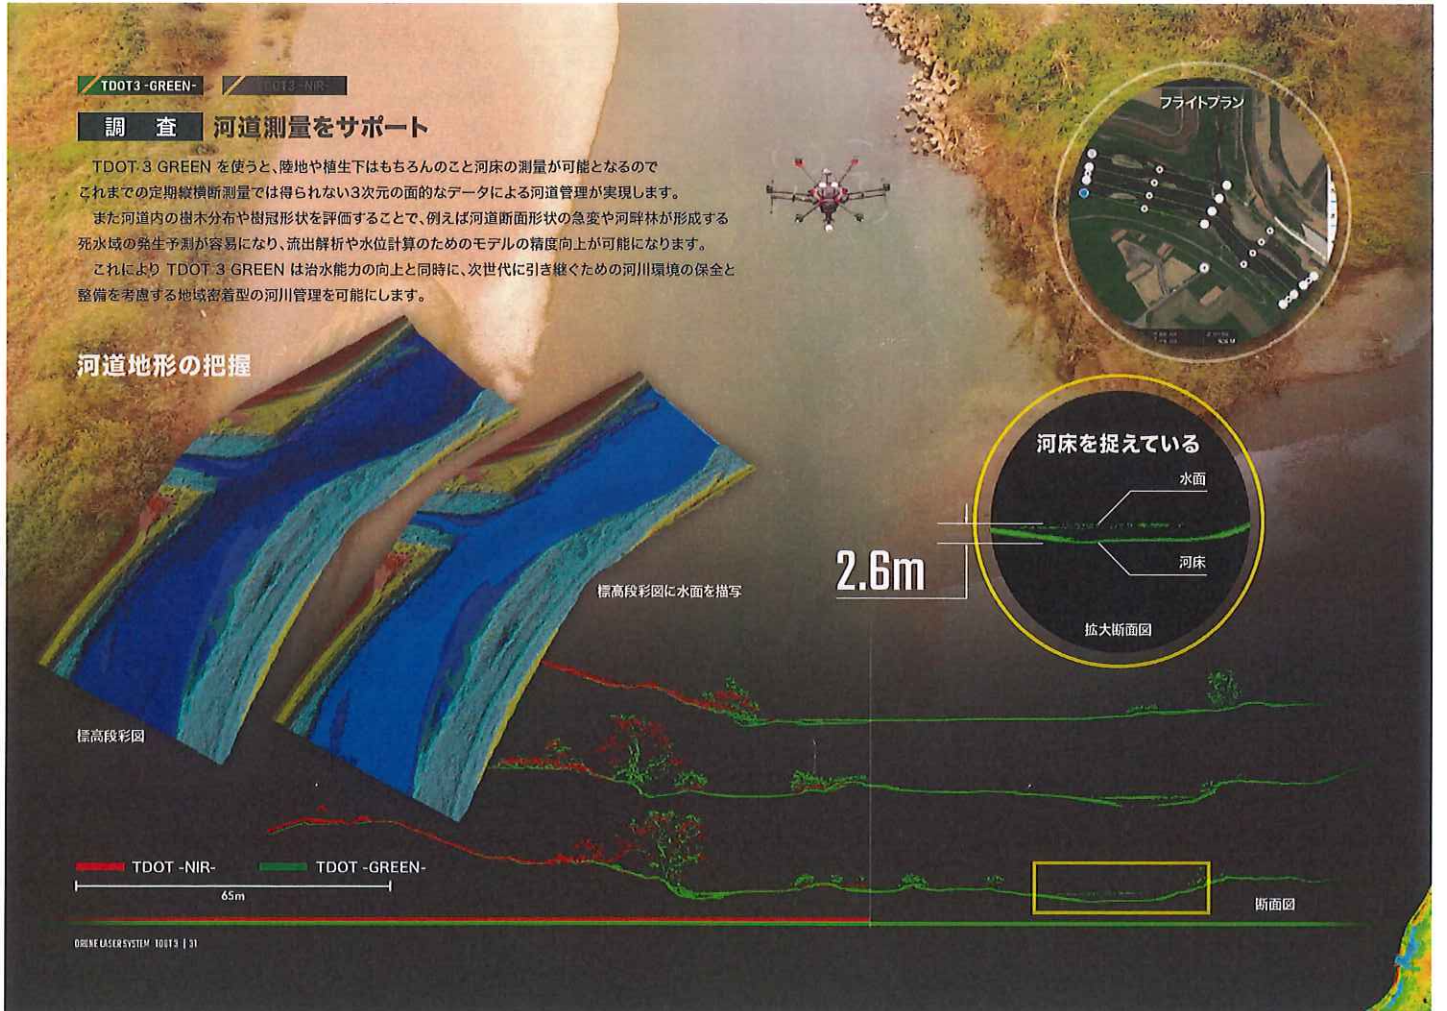 TDOT3 -GREEN-
TDOT3 -NIR-
調 査 河道測量をサポート
TDOT 3 GREEN を使うと、陸地や植生下はもちろんのこと河床の測量が可能となるので
これまでの定期縦横断測量では得られない3次元の面的なデータによる河道管理が実現します。
また河道内の樹木分布や樹冠形状を評価することで、例えば河道断面形状の急変や河畔林が形成する
死水域の発生予測が容易になり、流出解析や水位計算のためのモデルの精度向上が可能になります。
これにより TDOT 3 GREEN は治水能力の向上と同時に、次世代に引き継ぐための河川環境の保全と
整備を考慮する地域密着型の河川管理を可能にします。
フライトプラン
河道地形の把握
河床を捉えている
水面
2.6m
河床
拡大断面図
標高段彩図に水面を描写
標高段彩図
TDOT -NIR- TDOT -GREEN-
65m
断面図
DRONE LASER SYSTEM TDOT 3 | 31